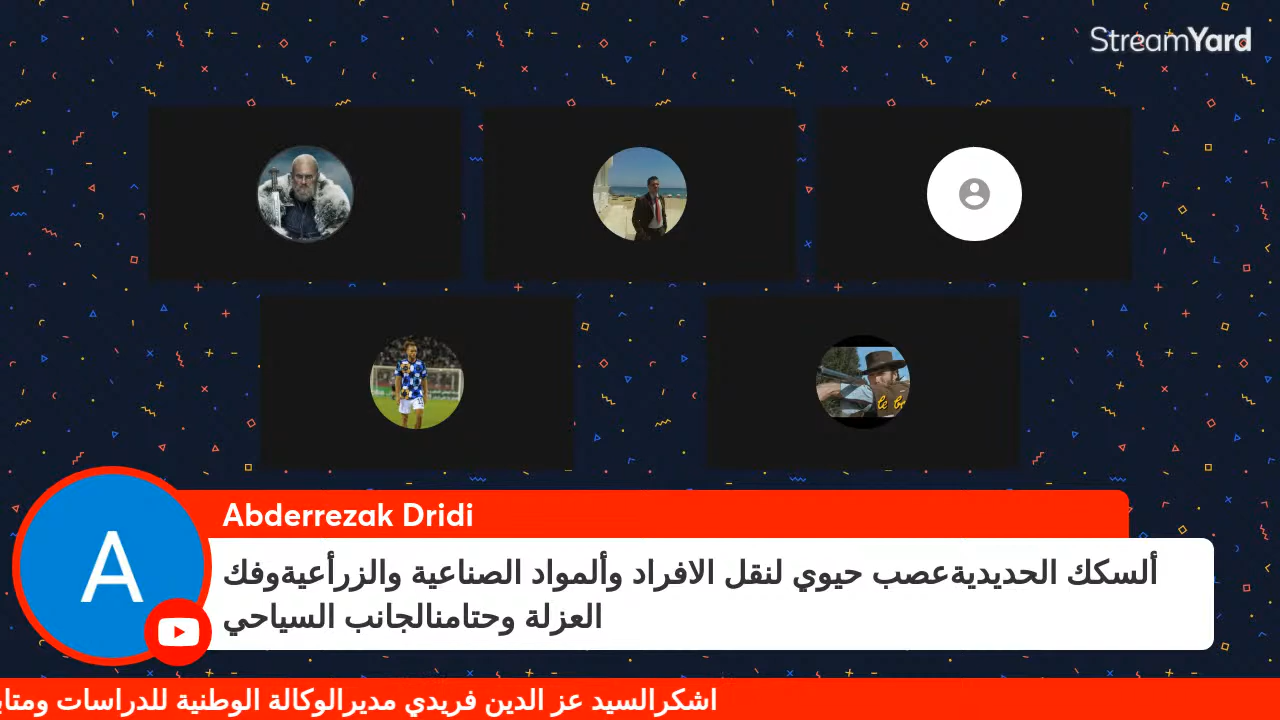 StreamYard
le
Abderrezak Dridi
A
ألسكك الحديديةعصب حيوي لنقل الافراد وألمواد الصناعية والزرأعيةوفك
العزلة وحتامنالجانب السياحي
اشكرالسيد عز الدين فريدي مديرالوكالة الوطنية للدراسات